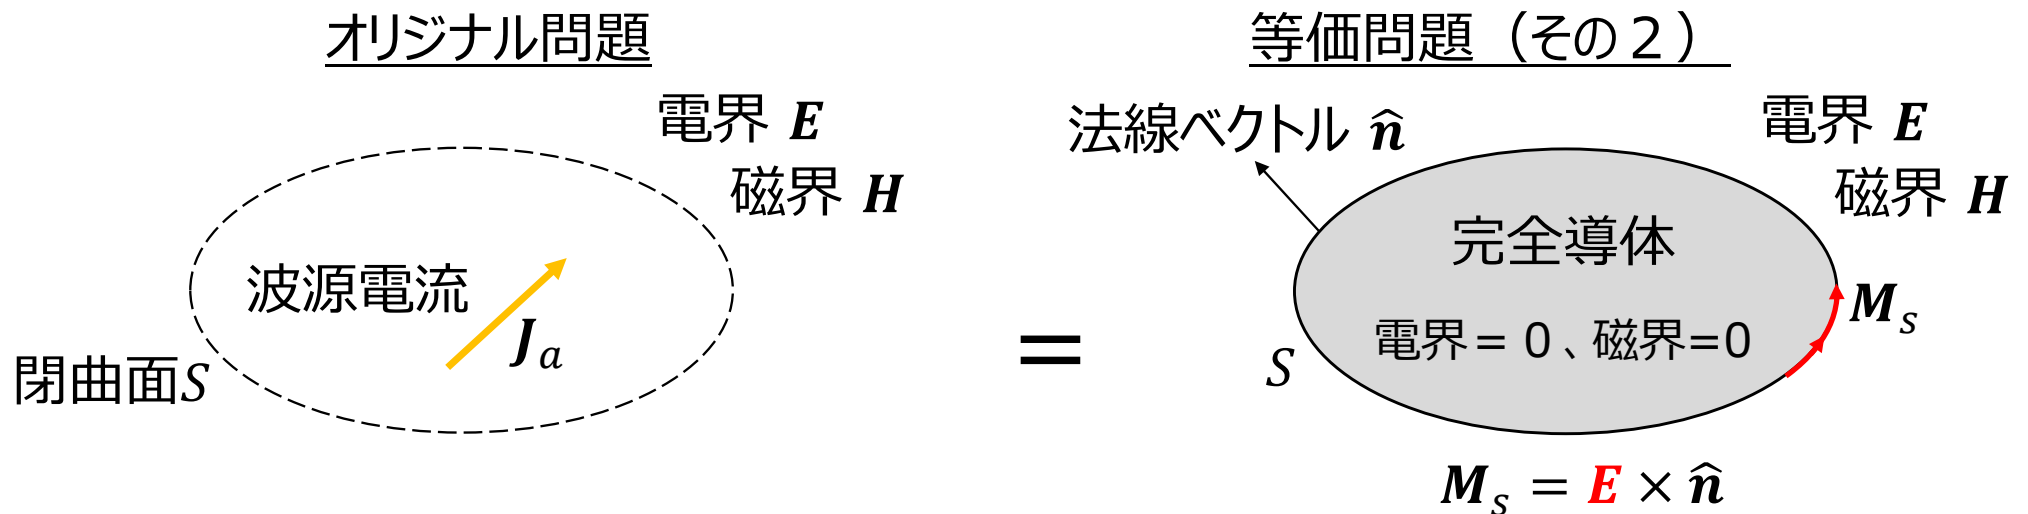 オリジナル問題
電界 E
磁界 H
波源電流
J_a
閉曲面S
=
等価問題（その２）
法線ベクトル n̂
電界 E
磁界 H
完全導体
電界= 0、磁界=0
M_s
S
M_s = E × n̂